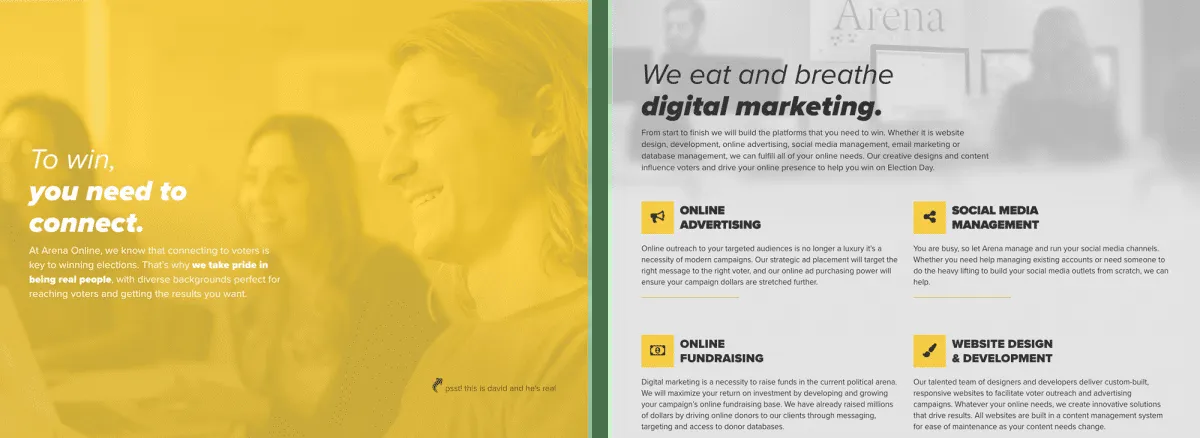 To win,
you need to
connect.
At Arena Online, we know that connecting to voters is
key to winning elections. That's why we take pride in
being real people, with diverse backgrounds perfect for
reaching voters and getting the results you want.
psst! this is david and he's real
Arena
We eat and breathe
digital marketing.
From start to finish we will build the platforms that you need to win. Whether it is website
design, development, online advertising, social media management, email marketing or
database management, we can fulfill all of your online needs. Our creative designs and content
influence voters and drive your online presence to help you win on Election Day.
ONLINE
ADVERTISING
Online outreach to your targeted audiences is no longer a luxury it's a
necessity of modern campaigns. Our strategic ad placement will target the
right message to the right voter, and our online ad purchasing power will
ensure your campaign dollars are stretched further.
SOCIAL MEDIA
MANAGEMENT
You are busy, so let Arena manage and run your social media channels.
Whether you need help managing existing accounts or need someone to
do the heavy lifting to build your social media outlets from scratch, we can
help.
ONLINE
FUNDRAISING
Digital marketing is a necessity to raise funds in the current political arena.
We will maximize your return on investment by developing and growing
your campaign's online fundraising base. We have already raised millions
of dollars by driving online donors to our clients through messaging,
targeting and access to donor databases.
WEBSITE DESIGN
& DEVELOPMENT
Our talented team of designers and developers deliver custom-built,
responsive websites to facilitate voter outreach and advertising
campaigns. Whatever your online needs, we create innovative solutions
that drive results. All websites are built in a content management system
for ease of maintenance as your content needs change.